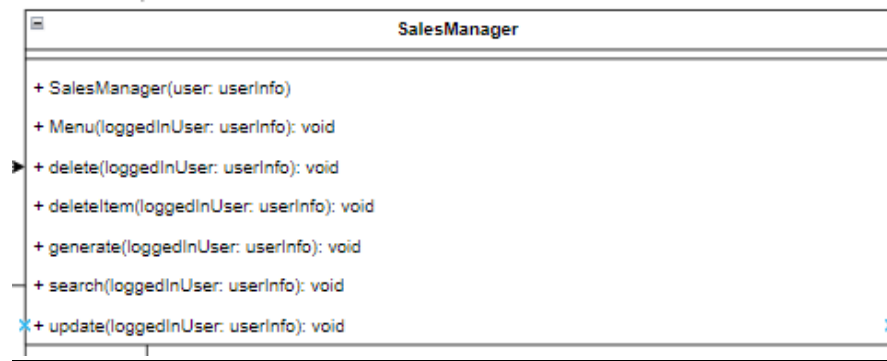 SalesManager
+ SalesManager(user: userInfo)
+ Menu(loggedInUser: userInfo): void
+ delete(loggedInUser: userInfo): void
+ deleteItem(loggedInUser: userInfo): void
+ generate(loggedInUser: userInfo): void
+ search(loggedInUser: userInfo): void
+ update(loggedInUser: userInfo): void